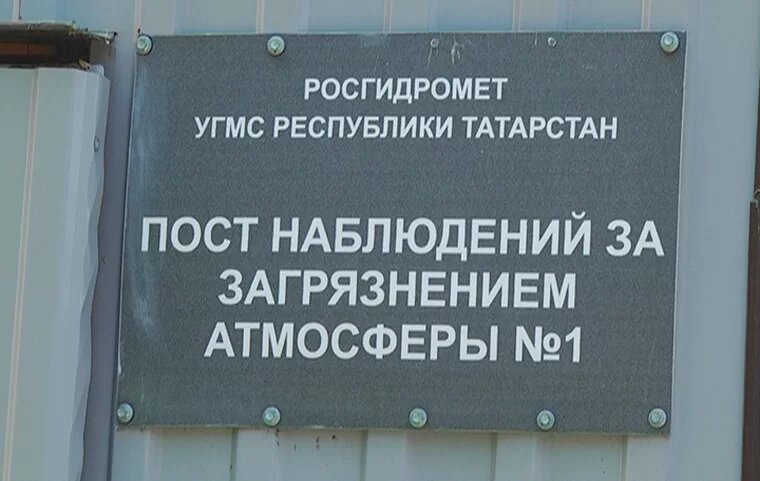 РОСГИДРОМЕТ
УГМС РЕСПУБЛИКИ ТАТАРСТАН
ПОСТ НАБЛЮДЕНИЙ ЗА
ЗАГРЯЗНЕНИЕМ
АТМОСФЕРЫ №1